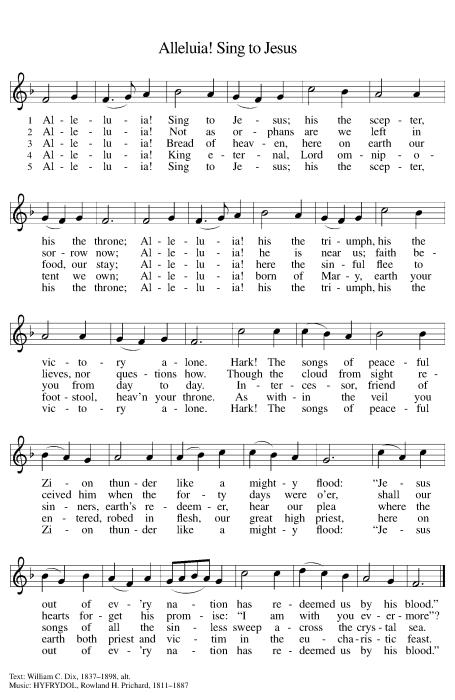 Alleluia! Sing to Jesus
1 Al - le - lu - ia! Sing to Je - sus; his the scep - ter,
2 Al - le - lu - ia! Not as or - phans are we left in
3 Al - le - lu - ia! Bread of heav - en, here on earth our
4 Al - le - lu - ia! King e - ter - nal, Lord om - nip - o -
5 Al - le - lu - ia! Sing to Je - sus; his the scep - ter,
his the throne; Al - le - lu - ia! his the tri - umph, his the
sor - row now; Al - le - lu - ia! he is near us; faith be -
food, our stay; Al - le - lu - ia! here the sin - ful flee to
tent we own; Al - le - lu - ia! born of Mar - y, earth your
his the throne; Al - le - lu - ia! his the tri - umph, his the
vic - to - ry a - lone. Hark! The songs of peace - ful
lieves, nor ques - tions how. Though the cloud from sight re -
you from day to day. In - ter - ces - sor, friend of
foot - stool, heav'n your throne. As with - in the veil you
vic - to - ry a - lone. Hark! The songs of peace - ful
Zi - on thun - der like a might - y flood: “Je - sus
ceived him when the for - ty days were o'er, shall our
sin - ners, earth's re - deem - er, hear our plea where the
en - tered, robed in flesh, our great high priest, here on
Zi - on thun - der like a might - y flood: “Je - sus
out of ev - 'ry na - tion has re - deemed us by his blood.”
hearts for - get his prom - ise: “I am with you ev - er - more”?
songs of all the sin - less sweep a - cross the crys - tal sea.
earth both priest and vic - tim in the eu - cha - ris - tic feast.
out of ev - 'ry na - tion has re - deemed us by his blood.”
Text: William C. Dix, 1837–1898, alt.
Music: HYFRYDOL, Rowland H. Prichard, 1811–1887